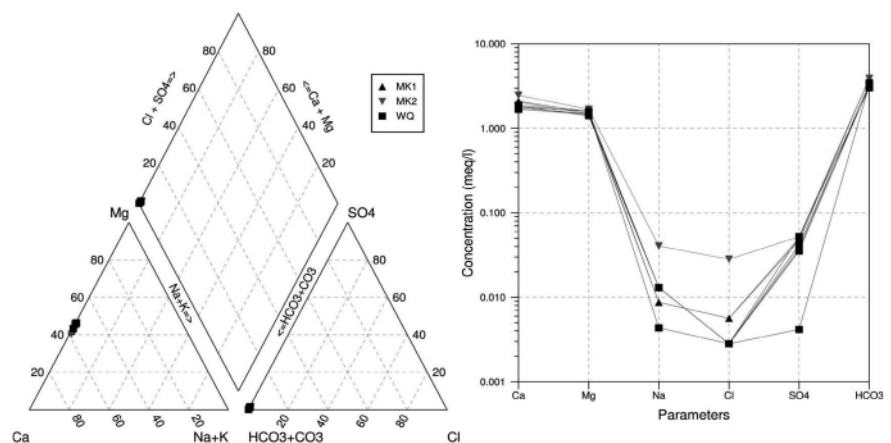 80 80
60 60
Cl + SO4=> <=Ca + Mg
40 40
20 20
MK1
MK2
WQ
Mg SO4
80 80
60 60
Na+K=> <=HCO3+CO3
40 40
20 20
80 60 40 20 20 40 60 80
Ca Na+K HCO3+CO3 Cl
10.000
1.000
0.100
0.010
0.001
Concentration (meq/l)
Ca Mg Na Cl SO4 HCO3
Parameters